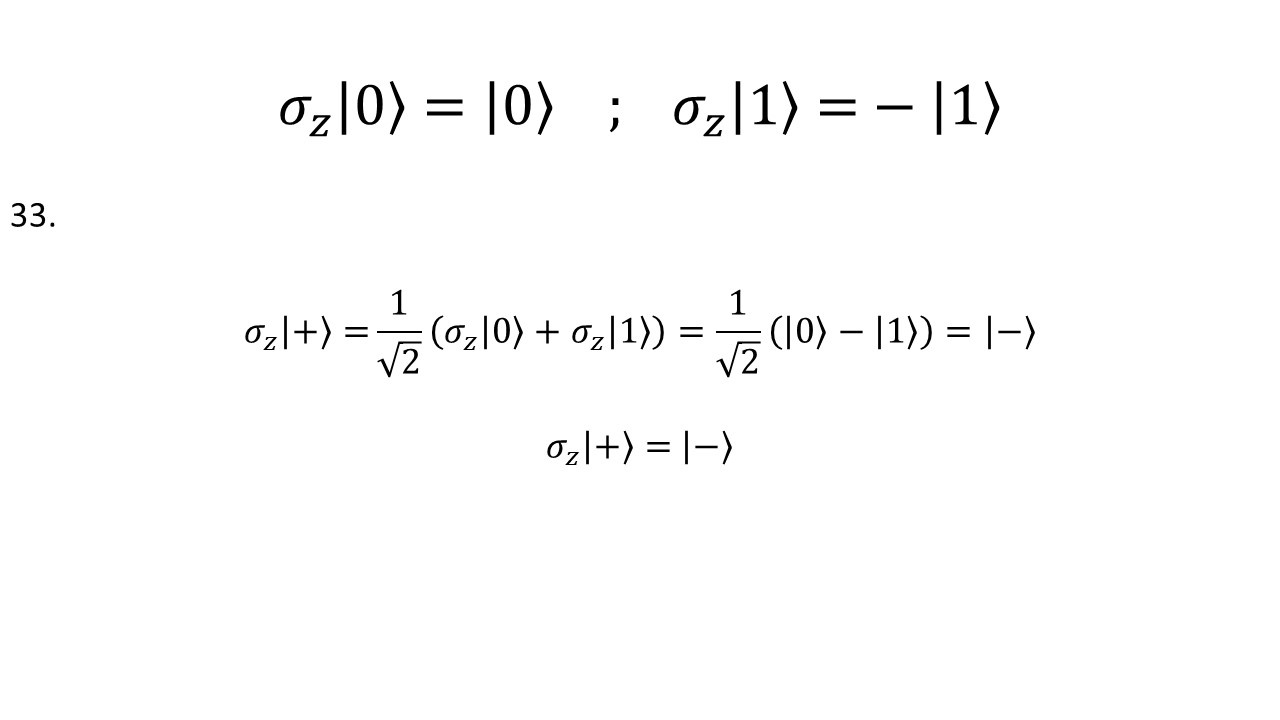 σ_z|0⟩ = |0⟩ ; σ_z|1⟩ = − |1⟩
33.
σ_z|+⟩ = 1/√2 (σ_z|0⟩ + σ_z|1⟩) = 1/√2 (|0⟩ − |1⟩) = |−⟩
σ_z|+⟩ = |−⟩